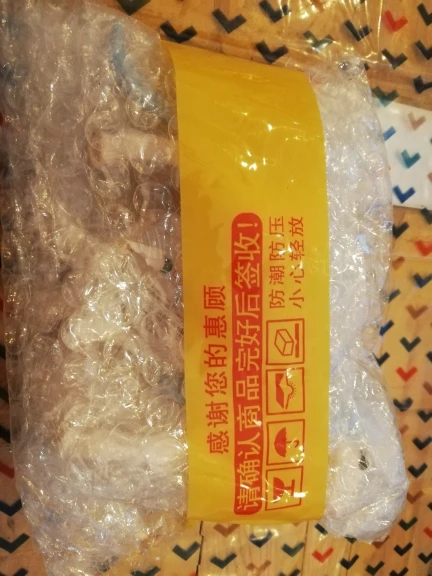 感谢您的惠顾
请确认商品完好后签收!
防潮防压
小心轻放